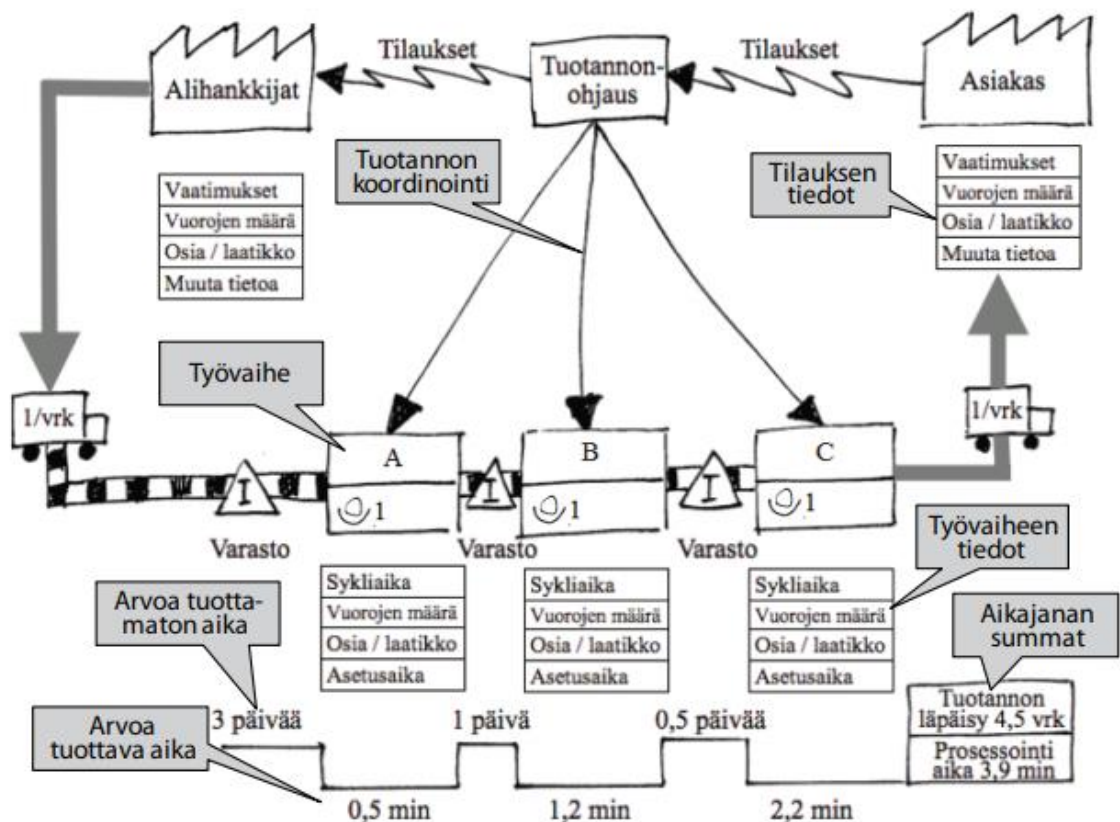 Tilaukset
Tilaukset
Alihankkijat
Tuotannon-
ohjaus
Asiakas
Tuotannon
koordinointi
Tilauksen
tiedot
Vaatimukset
Vuorojen määrä
Osia / laatikko
Muuta tietoa
Vaatimukset
Vuorojen määrä
Osia / laatikko
Muuta tietoa
Työvaihe
1/vrk
1/vrk
I
A
1
I
B
1
I
C
1
Varasto
Varasto
Varasto
Työvaiheen
tiedot
Sykliaika
Vuorojen määrä
Osia / laatikko
Asetusaika
Sykliaika
Vuorojen määrä
Osia / laatikko
Asetusaika
Sykliaika
Vuorojen määrä
Osia / laatikko
Asetusaika
Arvoa tuotta-
maton aika
Aikajanan
summat
Arvoa
tuottava aika
3 päivää
1 päivä
0,5 päivää
0,5 min
1,2 min
2,2 min
Tuotannon
läpäisy 4,5 vrk
Prosessointi
aika 3,9 min